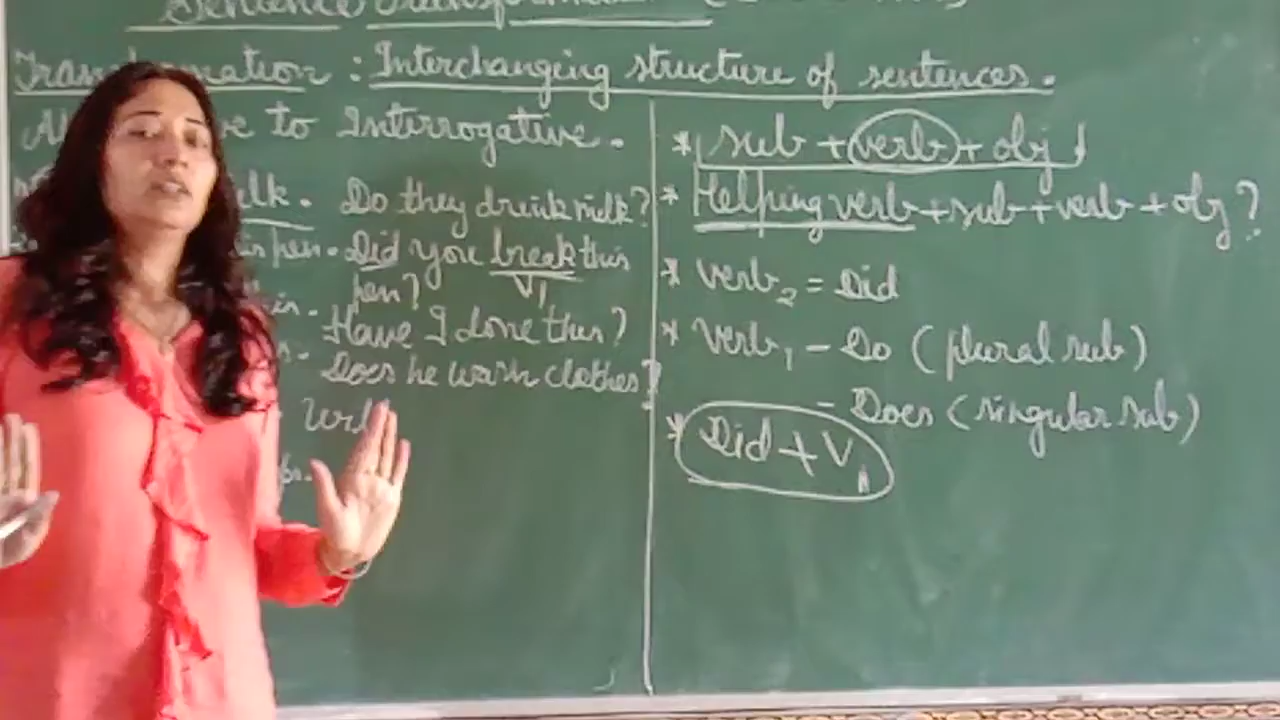 Sentence
: Interchanging structure of sentences.
to Interrogative.
Do they drink milk?
Did you break this
pen? V1
Have I done this?
Does he wash clothes?
* sub + verb + obj
* Helping verb + sub + verb + obj ?
* Verb2 = Did
* Verb1 - Do (plural sub)
- Does (singular sub)
* Did + V1